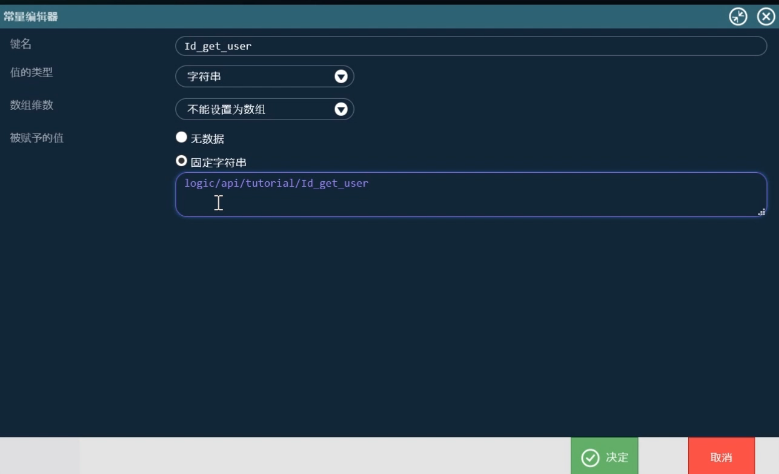 常量编辑器
键名
Id_get_user
值的类型
字符串
数组维数
不能设置为数组
被赋予的值
无数据
固定字符串
logic/api/tutorial/Id_get_user
决定
取消